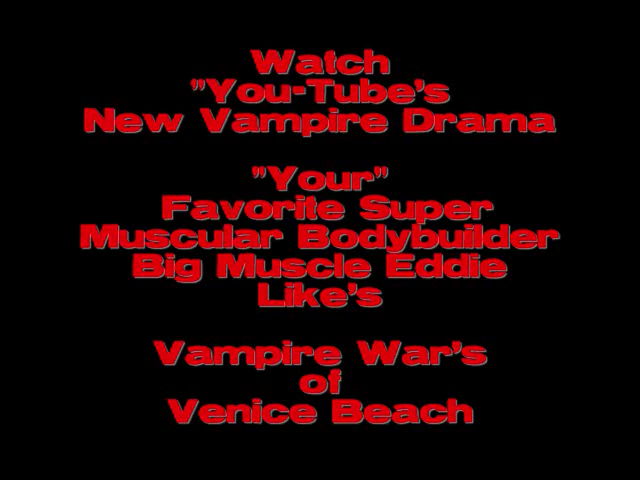 Watch
"You-Tube's
New Vampire Drama
"Your"
Favorite Super
Muscular Bodybuilder
Big Muscle Eddie
Like's
Vampire War's
of
Venice Beach